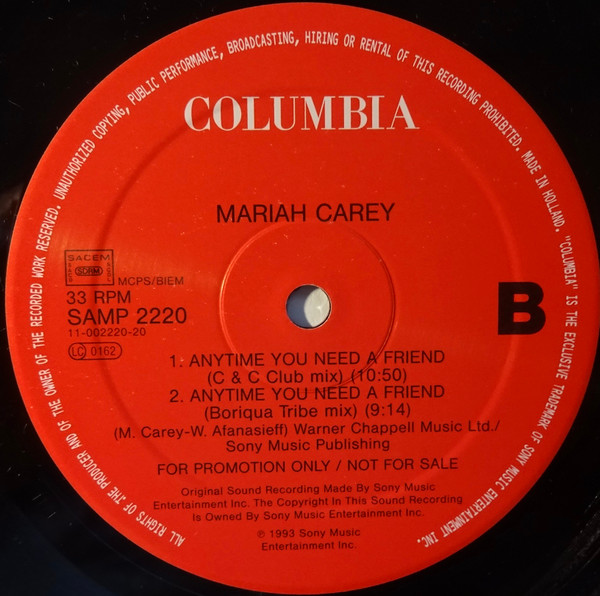 ALL RIGHTS OF THE PRODUCER AND OF THE OWNER OF THE RECORDED WORK RESERVED. UNAUTHORIZED COPYING, PUBLIC PERFORMANCE, BROADCASTING, HIRING OR RENTAL OF THIS RECORDING PROHIBITED. MADE IN HOLLAND. "COLUMBIA" IS THE EXCLUSIVE TRADEMARK OF SONY MUSIC ENTERTAINMENT INC.
COLUMBIA
MARIAH CAREY
SACEM
SDRM
MCPS/BIEM
33 RPM
SAMP 2220
11-002220-20
LC 0162
B
1. ANYTIME YOU NEED A FRIEND
(C & C Club mix) (10:50)
2. ANYTIME YOU NEED A FRIEND
(Boriqua Tribe mix) (9:14)
(M. Carey-W. Afanasieff) Warner Chappell Music Ltd./
Sony Music Publishing
FOR PROMOTION ONLY / NOT FOR SALE
Original Sound Recording Made By Sony Music
Entertainment Inc. The Copyright In This Sound Recording
Is Owned By Sony Music Entertainment Inc.
℗ 1993 Sony Music
Entertainment Inc.